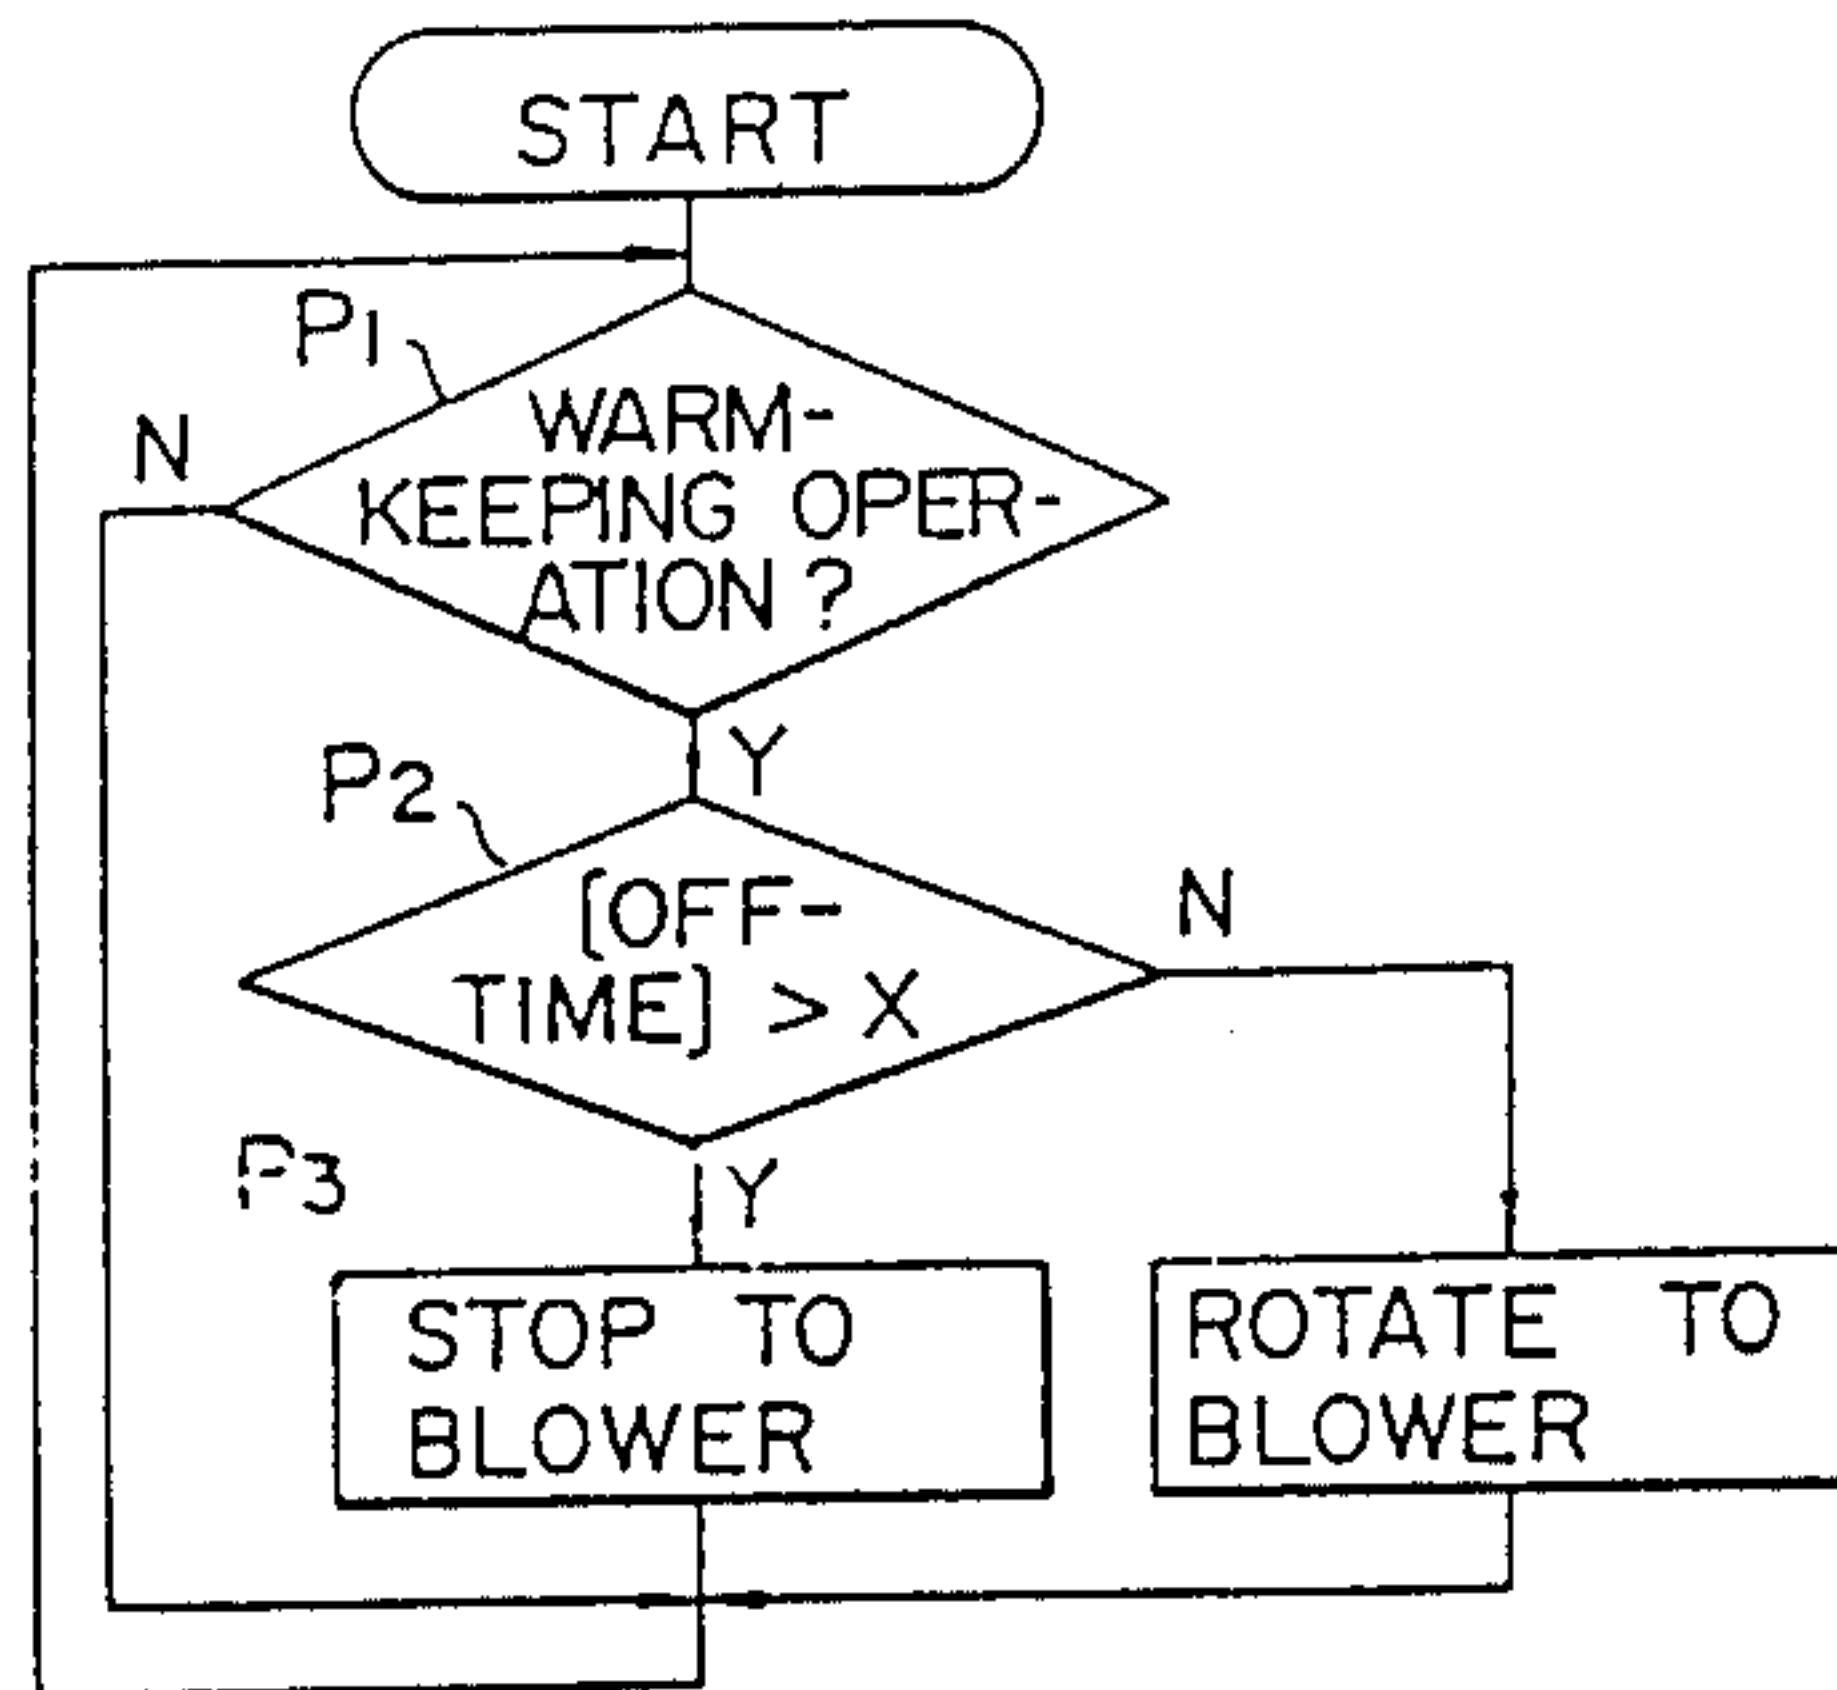 START
P1
N
WARM-
KEEPING OPER-
ATION?
Y
P2
N
[OFF-
TIME] > X
P3
Y
STOP TO
BLOWER
ROTATE TO
BLOWER